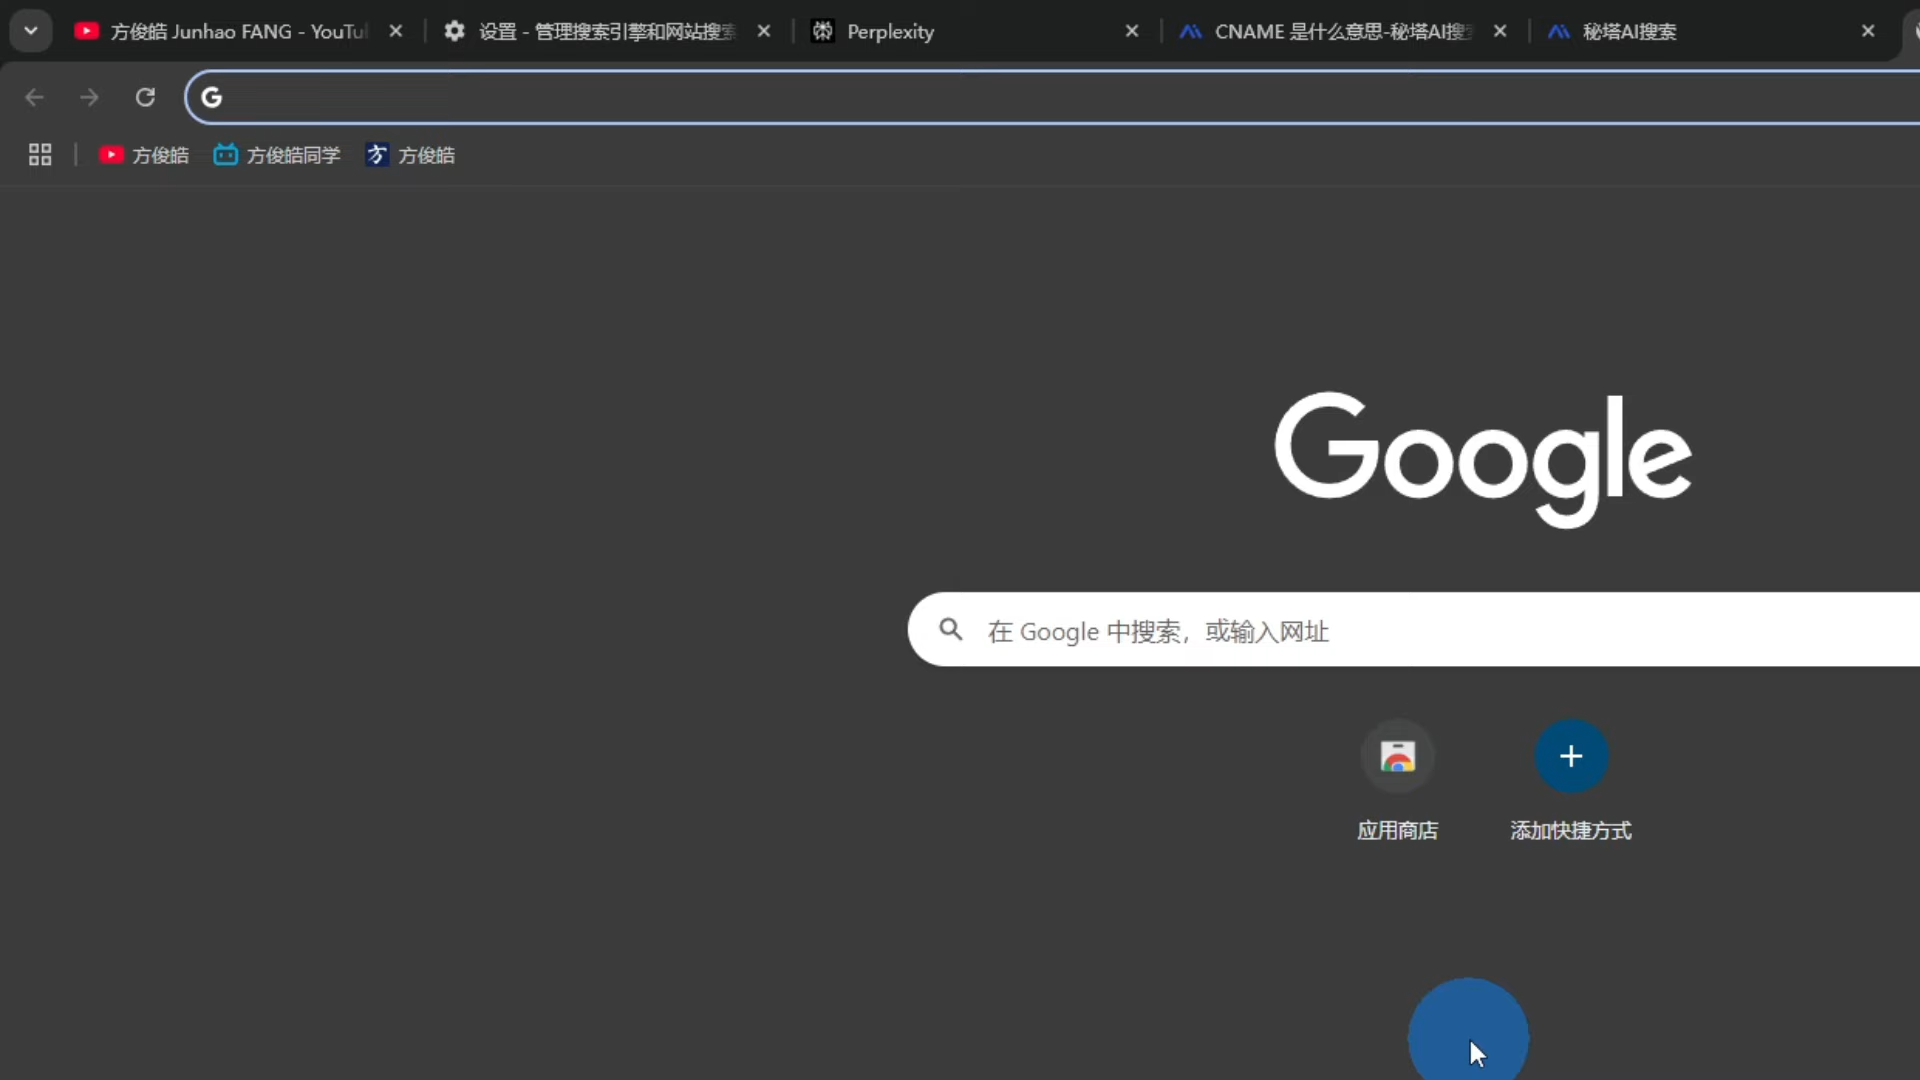 方俊皓 Junhao FANG - YouTu
设置 - 管理搜索引擎和网站搜索
Perplexity
CNAME 是什么意思-秘塔AI搜索
秘塔AI搜索
方俊皓
方俊皓同学
方 方俊皓
Google
在 Google 中搜索，或输入网址
应用商店
添加快捷方式